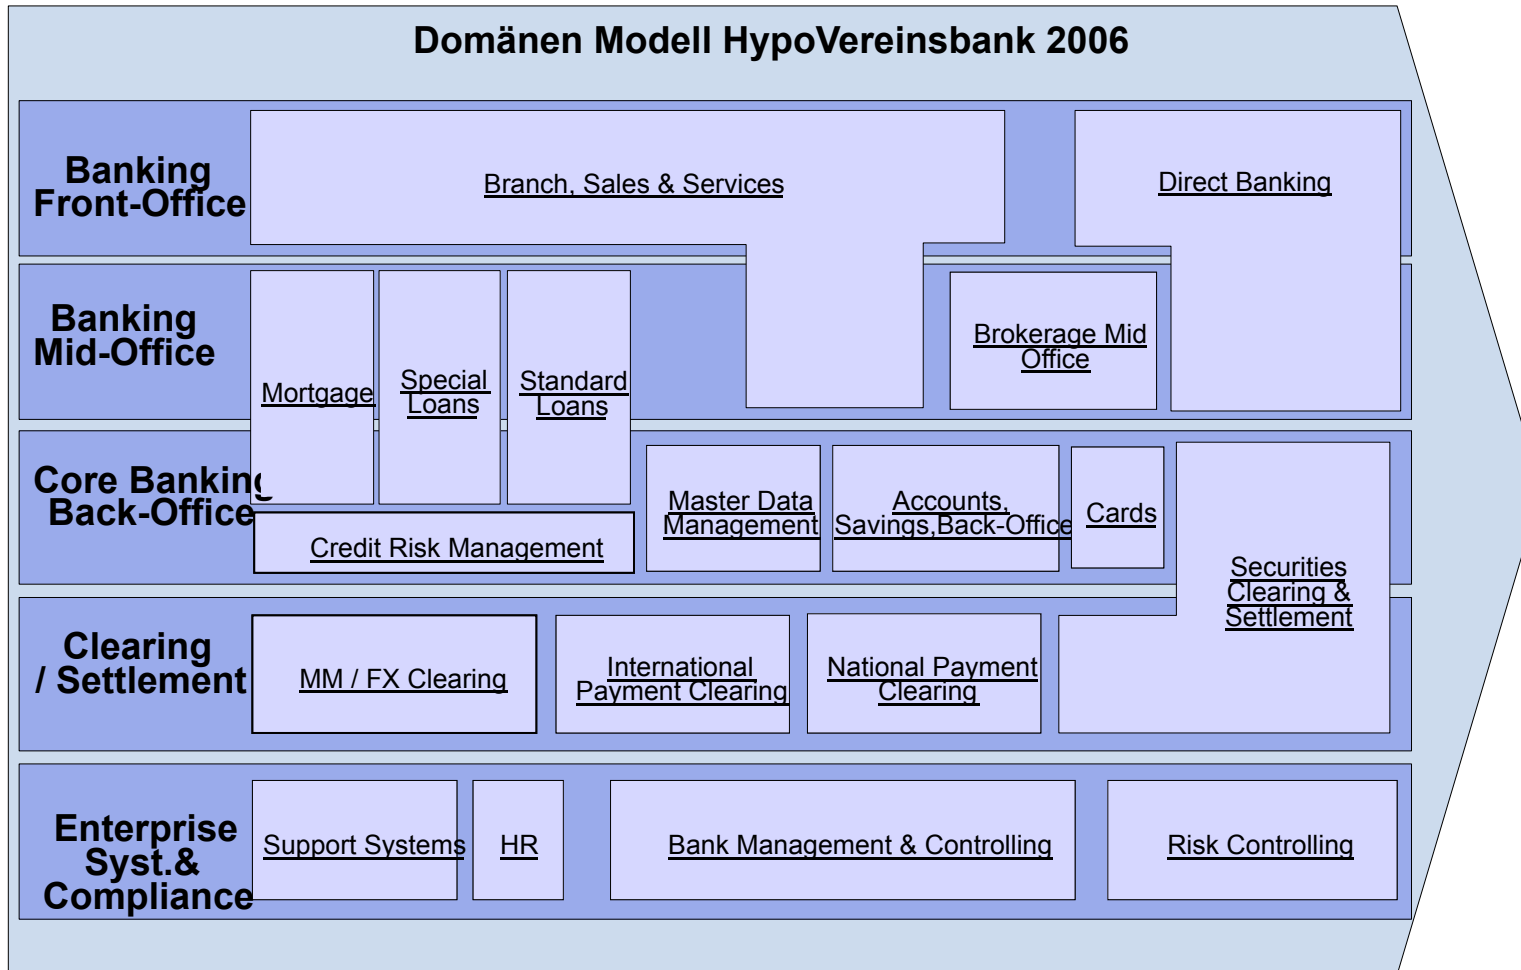 Domänen Modell HypoVereinsbank 2006
Banking
Front-Office
Branch, Sales & Services
Direct Banking
Banking
Mid-Office
Mortgage
Special
Loans
Standard
Loans
Brokerage Mid
Office
Core Banking
Back-Office
Credit Risk Management
Master Data
Management
Accounts,
Savings,Back-Office
Cards
Securities
Clearing &
Settlement
Clearing
/ Settlement
MM / FX Clearing
International
Payment Clearing
National Payment
Clearing
Enterprise
Syst.&
Compliance
Support Systems
HR
Bank Management & Controlling
Risk Controlling